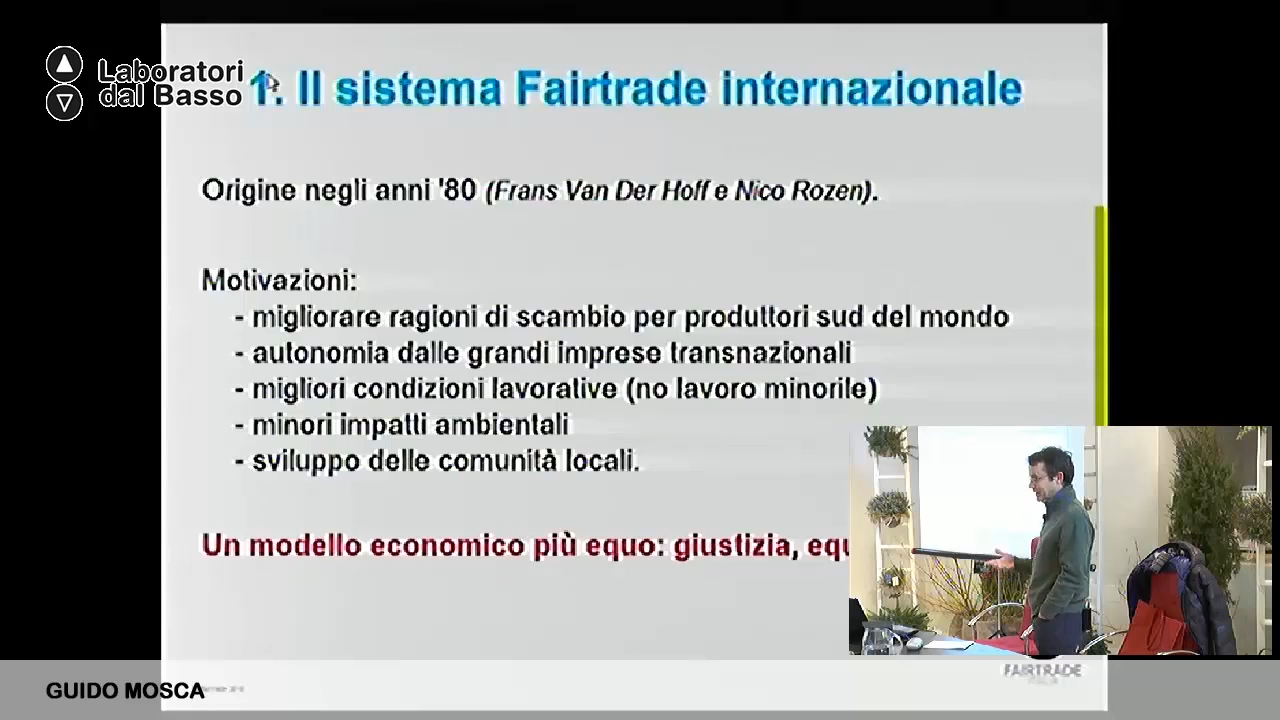 Laboratori
dal Basso
1. Il sistema Fairtrade internazionale
Origine negli anni '80 (Frans Van Der Hoff e Nico Rozen).
Motivazioni:
- migliorare ragioni di scambio per produttori sud del mondo
- autonomia dalle grandi imprese transnazionali
- migliori condizioni lavorative (no lavoro minorile)
- minori impatti ambientali
- sviluppo delle comunità locali.
Un modello economico più equo: giustizia, equ
FAIRTRADE
GUIDO MOSCA